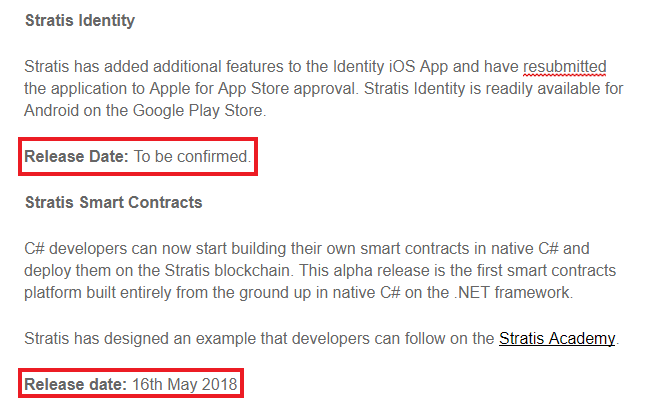 Stratis Identity
Stratis has added additional features to the Identity iOS App and have resubmitted
the application to Apple for App Store approval. Stratis Identity is readily available for
Android on the Google Play Store.
Release Date: To be confirmed.
Stratis Smart Contracts
C# developers can now start building their own smart contracts in native C# and
deploy them on the Stratis blockchain. This alpha release is the first smart contracts
platform built entirely from the ground up in native C# on the .NET framework.
Stratis has designed an example that developers can follow on the Stratis Academy.
Release date: 16th May 2018